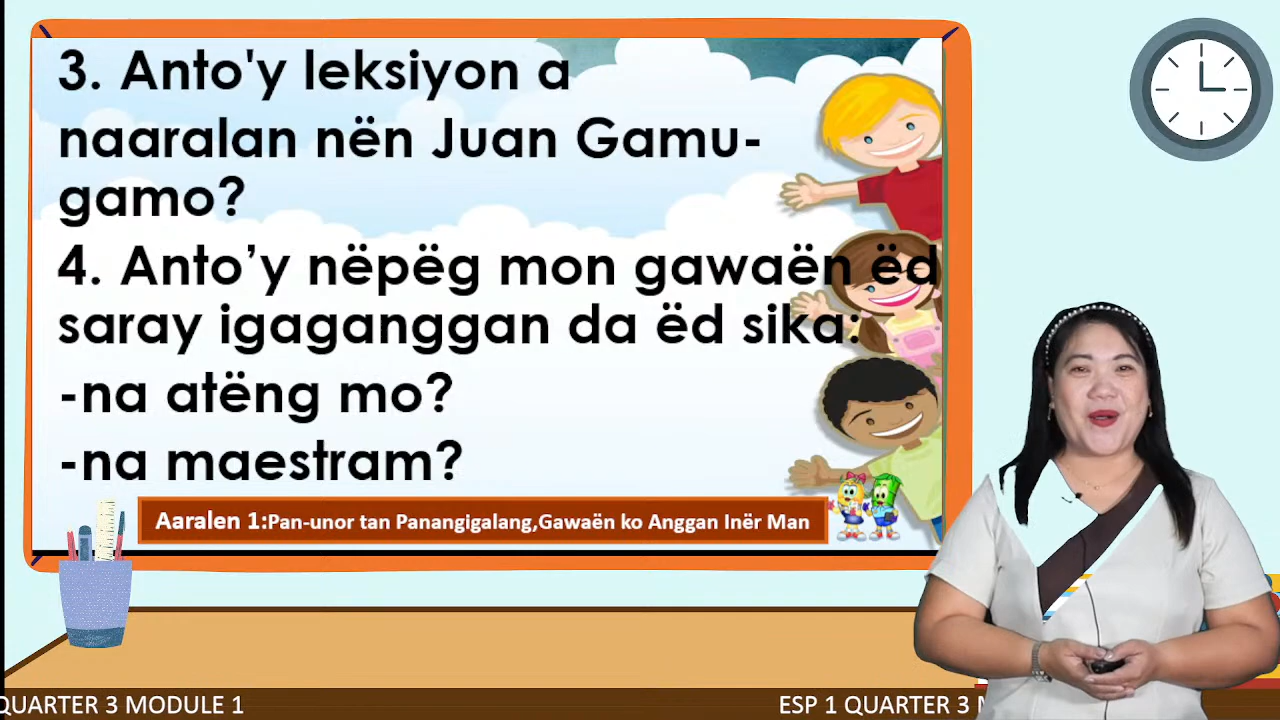 3. Anto'y leksiyon a
naaralan nën Juan Gamu-
gamo?
4. Anto’y nëpëg mon gawaën ëd
saray igaganggan da ëd sika:
-na atëng mo?
-na maestram?
Aaralen 1:Pan-unor tan Panangigalang,Gawaën ko Anggan Inër Man
QUARTER 3 MODULE 1
ESP 1 QUARTER 3